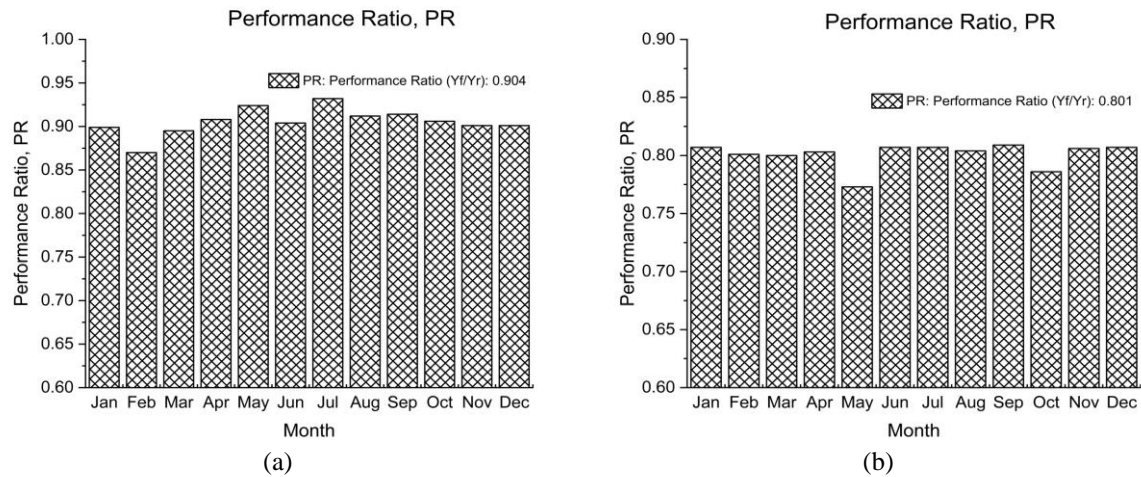 Performance Ratio, PR
1.00
0.95
0.90
0.85
0.80
0.75
0.70
0.65
0.60
Performance Ratio, PR
PR: Performance Ratio (Yf/Yr): 0.904
Jan Feb Mar Apr May Jun Jul Aug Sep Oct Nov Dec
Month
(a)
Performance Ratio, PR
0.90
0.85
0.80
0.75
0.70
0.65
0.60
Performance Ratio, PR
PR: Performance Ratio (Yf/Yr): 0.801
Jan Feb Mar Apr May Jun Jul Aug Sep Oct Nov Dec
Month
(b)